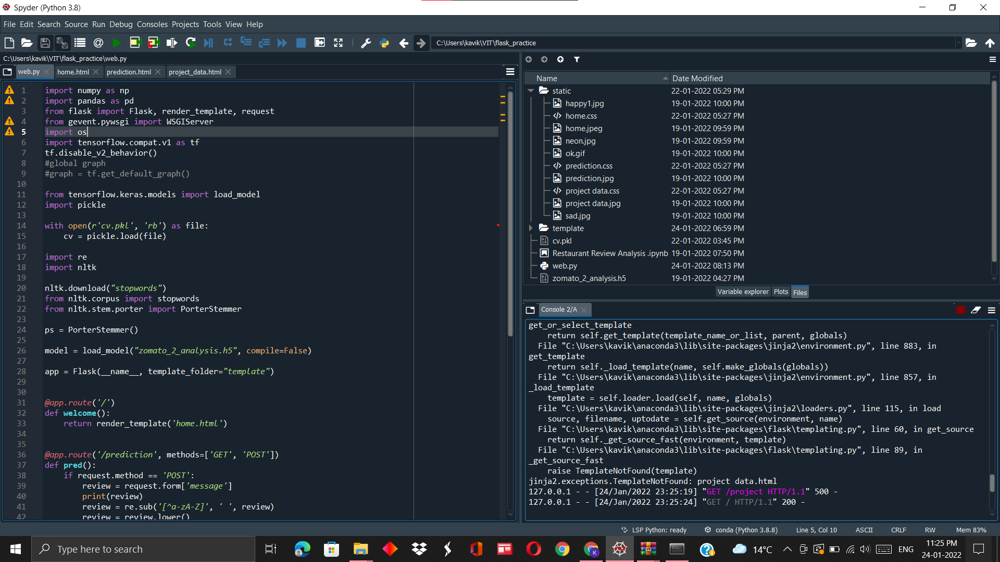 Spyder (Python 3.8)
File Edit Search Source Run Debug Consoles Projects Tools View Help
C:\Users\kavik\VIT\flask_practice
C:\Users\kavik\VIT\flask_practice\web.py
web.py home.html prediction.html project_data.html
1 import numpy as np
2 import pandas as pd
3 from flask import Flask, render_template, request
4 from gevent.pywsgi import WSGIServer
5 import os
6 import tensorflow.compat.v1 as tf
7 tf.disable_v2_behavior()
8 #global graph
9 #graph = tf.get_default_graph()
10
11 from tensorflow.keras.models import load_model
12 import pickle
13
14 with open(r'cv.pkl', 'rb') as file:
15 cv = pickle.load(file)
16
17 import re
18 import nltk
19
20 nltk.download("stopwords")
21 from nltk.corpus import stopwords
22 from nltk.stem.porter import PorterStemmer
23
24 ps = PorterStemmer()
25
26 model = load_model("zomato_2_analysis.h5", compile=False)
27
28 app = Flask(__name__, template_folder="template")
29
30
31 @app.route('/')
32 def welcome():
33 return render_template('home.html')
34
35
36 @app.route('/prediction', methods=['GET', 'POST'])
37 def pred():
38 if request.method == 'POST':
39 review = request.form['message']
40 print(review)
41 review = re.sub('[^a-zA-Z]', ' ', review)
42 review = review.lower()
Name Date Modified
static 22-01-2022 05:29 PM
happy1.jpg 19-01-2022 10:00 PM
home.css 22-01-2022 05:27 PM
home.jpeg 19-01-2022 09:59 PM
neon.jpg 19-01-2022 09:59 PM
ok.gif 19-01-2022 10:00 PM
prediction.css 22-01-2022 05:27 PM
prediction.jpg 19-01-2022 10:00 PM
project data.css 22-01-2022 05:27 PM
project data.jpg 19-01-2022 10:00 PM
sad.jpg 19-01-2022 10:00 PM
template 24-01-2022 06:59 PM
cv.pkl 22-01-2022 03:45 PM
Restaurant Review Analysis .ipynb 19-01-2022 07:50 PM
web.py 24-01-2022 08:13 PM
zomato_2_analysis.h5 19-01-2022 04:27 PM
Variable explorer Plots Files
Console 2/A
get_or_select_template
return self.get_template(template_name_or_list, parent, globals)
File "C:\Users\kavik\anaconda3\lib\site-packages\jinja2\environment.py", line 883, in
get_template
return self._load_template(name, self.make_globals(globals))
File "C:\Users\kavik\anaconda3\lib\site-packages\jinja2\environment.py", line 857, in
_load_template
template = self.loader.load(self, name, globals)
File "C:\Users\kavik\anaconda3\lib\site-packages\jinja2\loaders.py", line 115, in load
source, filename, uptodate = self.get_source(environment, name)
File "C:\Users\kavik\anaconda3\lib\site-packages\flask\templating.py", line 60, in get_source
return self._get_source_fast(environment, template)
File "C:\Users\kavik\anaconda3\lib\site-packages\flask\templating.py", line 89, in
_get_source_fast
raise TemplateNotFound(template)
jinja2.exceptions.TemplateNotFound: project data.html
127.0.0.1 - - [24/Jan/2022 23:25:19] "GET /project HTTP/1.1" 500 -
127.0.0.1 - - [24/Jan/2022 23:25:24] "GET / HTTP/1.1" 200 -
LSP Python: ready conda (Python 3.8.8) Line 5, Col 10 ASCII CRLF RW Mem 83%
Type here to search
14°C ENG
11:25 PM
24-01-2022